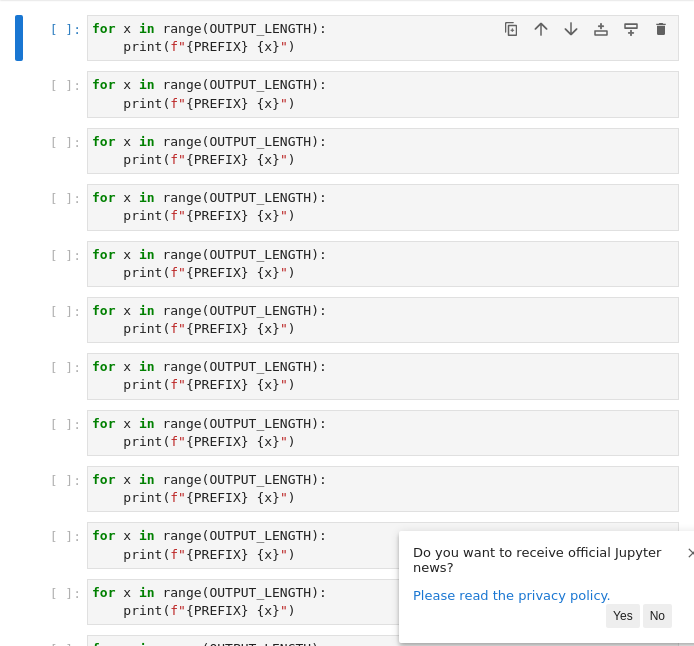 [ ]: for x in range(OUTPUT_LENGTH):
print(f"{PREFIX} {x}")
[ ]: for x in range(OUTPUT_LENGTH):
print(f"{PREFIX} {x}")
[ ]: for x in range(OUTPUT_LENGTH):
print(f"{PREFIX} {x}")
[ ]: for x in range(OUTPUT_LENGTH):
print(f"{PREFIX} {x}")
[ ]: for x in range(OUTPUT_LENGTH):
print(f"{PREFIX} {x}")
[ ]: for x in range(OUTPUT_LENGTH):
print(f"{PREFIX} {x}")
[ ]: for x in range(OUTPUT_LENGTH):
print(f"{PREFIX} {x}")
[ ]: for x in range(OUTPUT_LENGTH):
print(f"{PREFIX} {x}")
[ ]: for x in range(OUTPUT_LENGTH):
print(f"{PREFIX} {x}")
[ ]: for x in range(OUTPUT_LENGTH):
print(f"{PREFIX} {x}")
[ ]: for x in range(OUTPUT_LENGTH):
print(f"{PREFIX} {x}")
[ ]: for x in range(OUTPUT_LENGTH):
Do you want to receive official Jupyter
news?
Please read the privacy policy.
Yes No